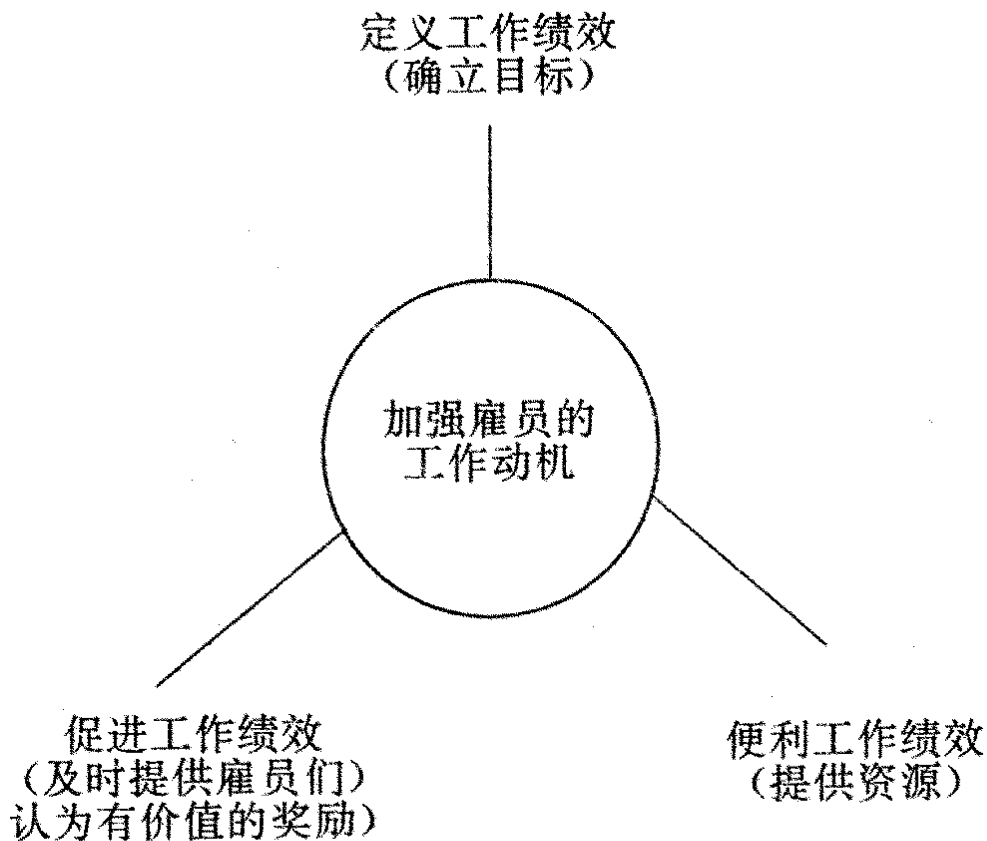 定义工作绩效
（确立目标）
加强雇员的
工作动机
促进工作绩效
（及时提供雇员们）
认为有价值的奖励）
便利工作绩效
（提供资源）